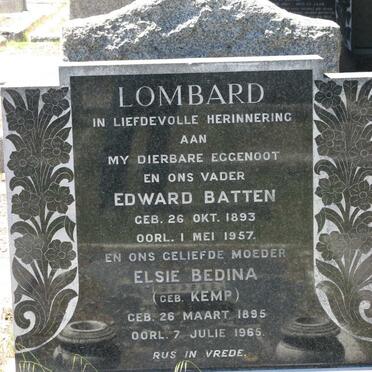 LOMBARD
IN LIEFDEVOLLE HERINNERING
AAN
MY DIERBARE EGGENOOT
EN ONS VADER
EDWARD BATTEN
GEB. 26 OKT. 1893
OORL. 1 MEI 1957.
EN ONS GELIEFDE MOEDER
ELSIE BEDINA
(GEB. KEMP)
GEB. 26 MAART 1895
OORL. 7 JULIE 1965.
RUS IN VREDE.